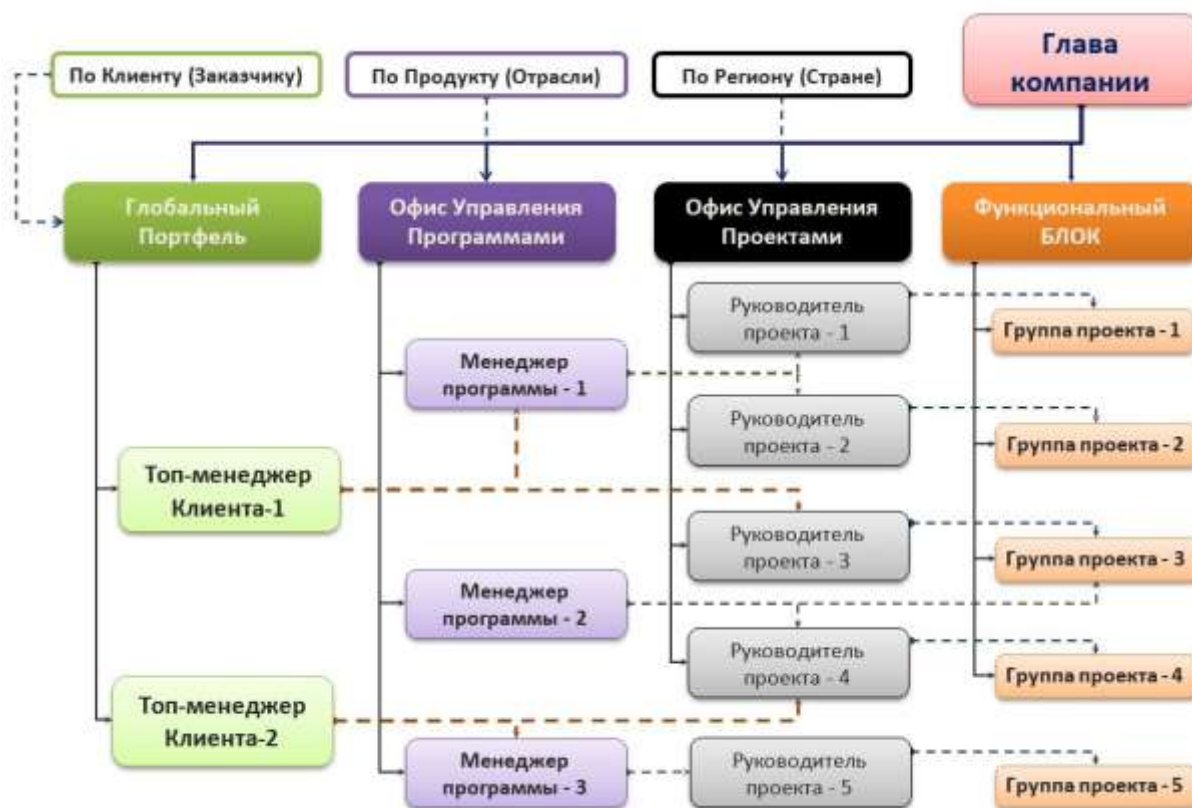 Глава
компании
По Клиенту (Заказчику)
По Продукту (Отрасли)
По Региону (Стране)
Глобальный
Портфель
Офис Управления
Программами
Офис Управления
Проектами
Функциональный
БЛОК
Руководитель
проекта - 1
Группа проекта - 1
Менеджер
программы - 1
Руководитель
проекта - 2
Группа проекта - 2
Топ-менеджер
Клиента-1
Руководитель
проекта - 3
Группа проекта - 3
Менеджер
программы - 2
Руководитель
проекта - 4
Группа проекта - 4
Топ-менеджер
Клиента-2
Менеджер
программы - 3
Руководитель
проекта - 5
Группа проекта - 5